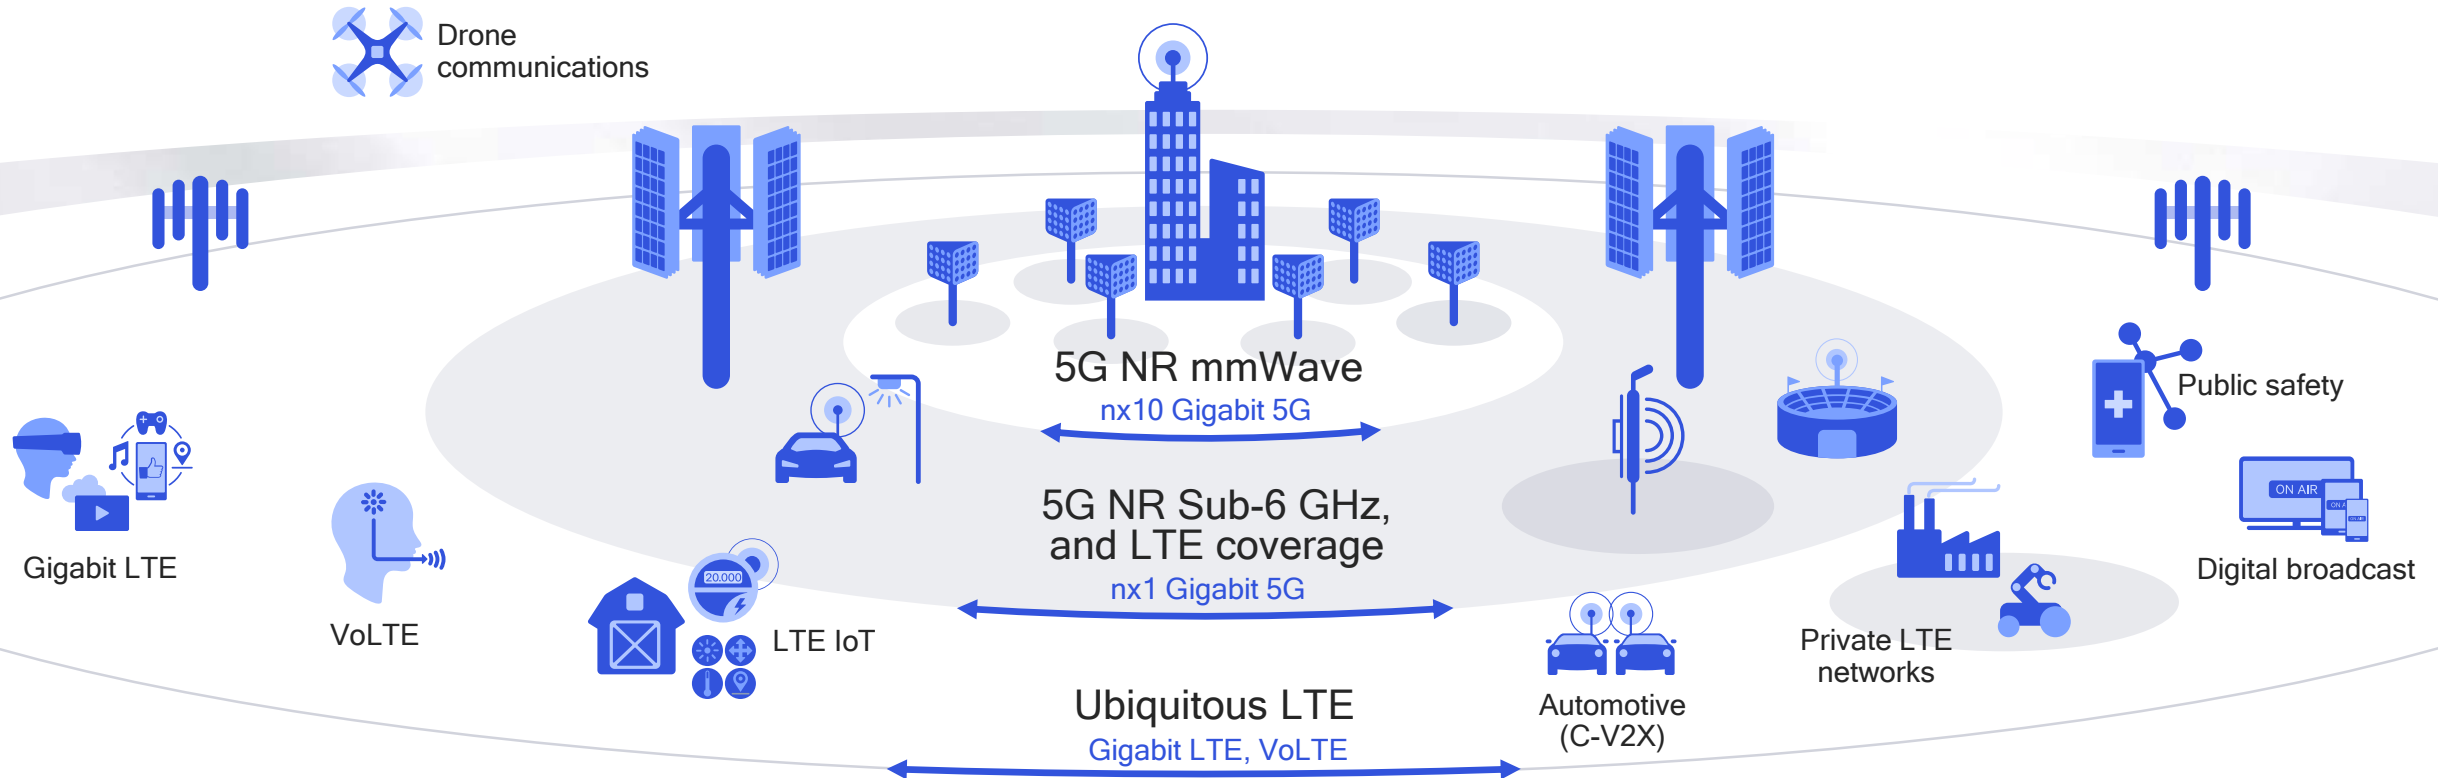 Drone
communications
5G NR mmWave
nx10 Gigabit 5G
Public safety
5G NR Sub-6 GHz,
and LTE coverage
nx1 Gigabit 5G
ON AIR
ON AIR
Gigabit LTE
Digital broadcast
20.000
VoLTE
LTE IoT
Private LTE
networks
Ubiquitous LTE
Gigabit LTE, VoLTE
Automotive
(C-V2X)